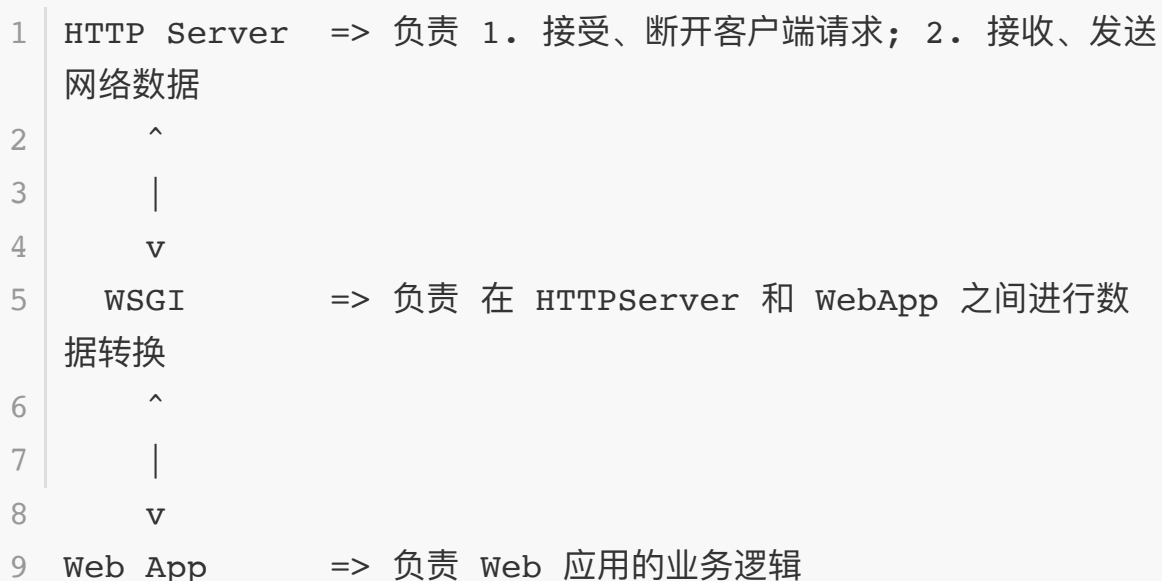 1 HTTP Server => 负责 1. 接受、断开客户端请求; 2. 接收、发送
网络数据
2 ^
3 |
4 v
5 WSGI => 负责 在 HTTPServer 和 WebApp 之间进行数
据转换
6 ^
7 |
8 v
9 Web App => 负责 Web 应用的业务逻辑